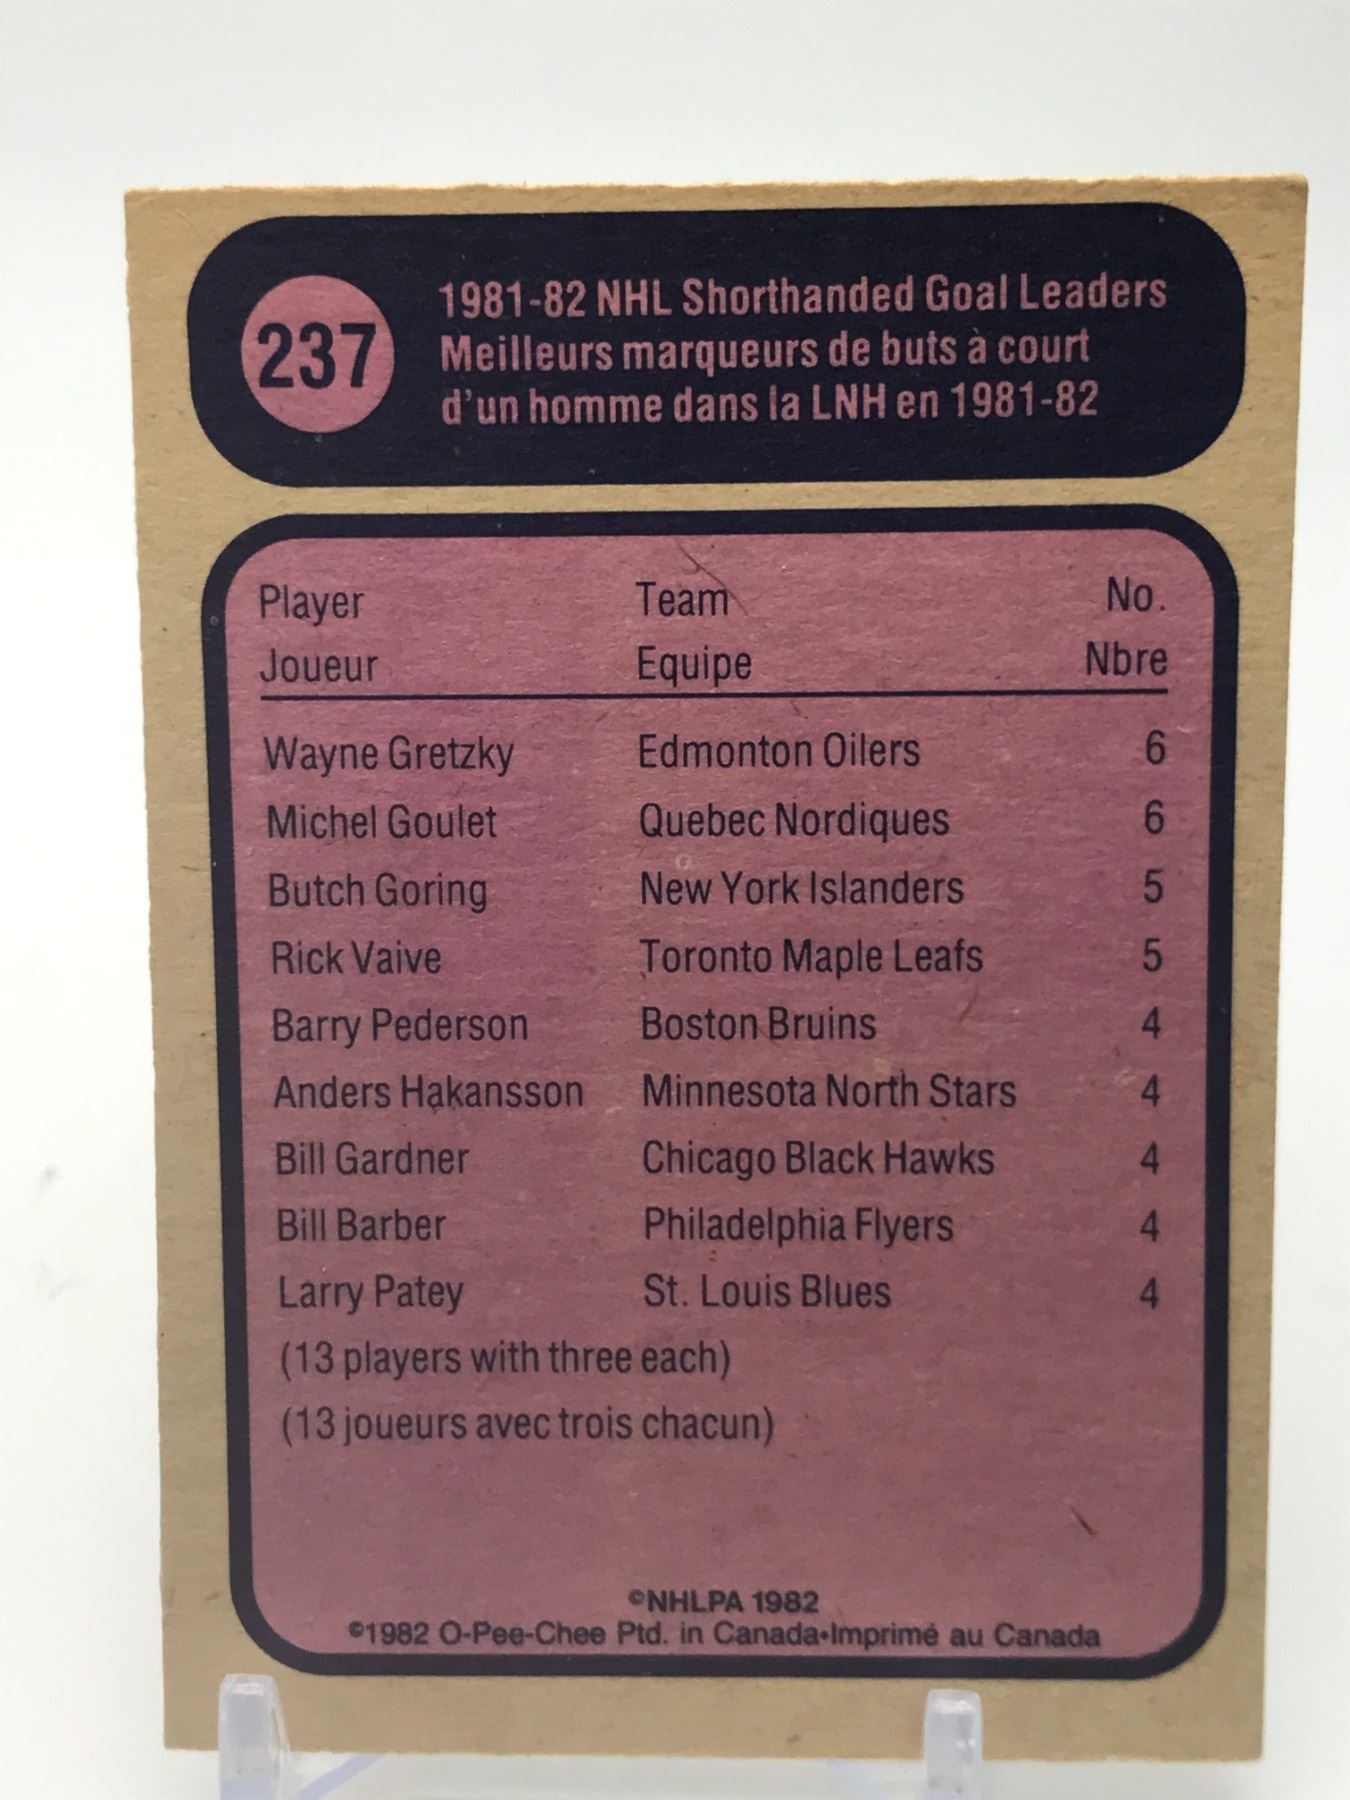 237
1981-82 NHL Shorthanded Goal Leaders
Meilleurs marqueurs de buts à court
d'un homme dans la LNH en 1981-82
Player Team No.
Joueur Equipe Nbre
Wayne Gretzky Edmonton Oilers 6
Michel Goulet Quebec Nordiques 6
Butch Goring New York Islanders 5
Rick Vaive Toronto Maple Leafs 5
Barry Pederson Boston Bruins 4
Anders Hakansson Minnesota North Stars 4
Bill Gardner Chicago Black Hawks 4
Bill Barber Philadelphia Flyers 4
Larry Patey St. Louis Blues 4
(13 players with three each)
(13 joueurs avec trois chacun)
©NHLPA 1982
©1982 O-Pee-Chee Ptd. in Canada•Imprimé au Canada